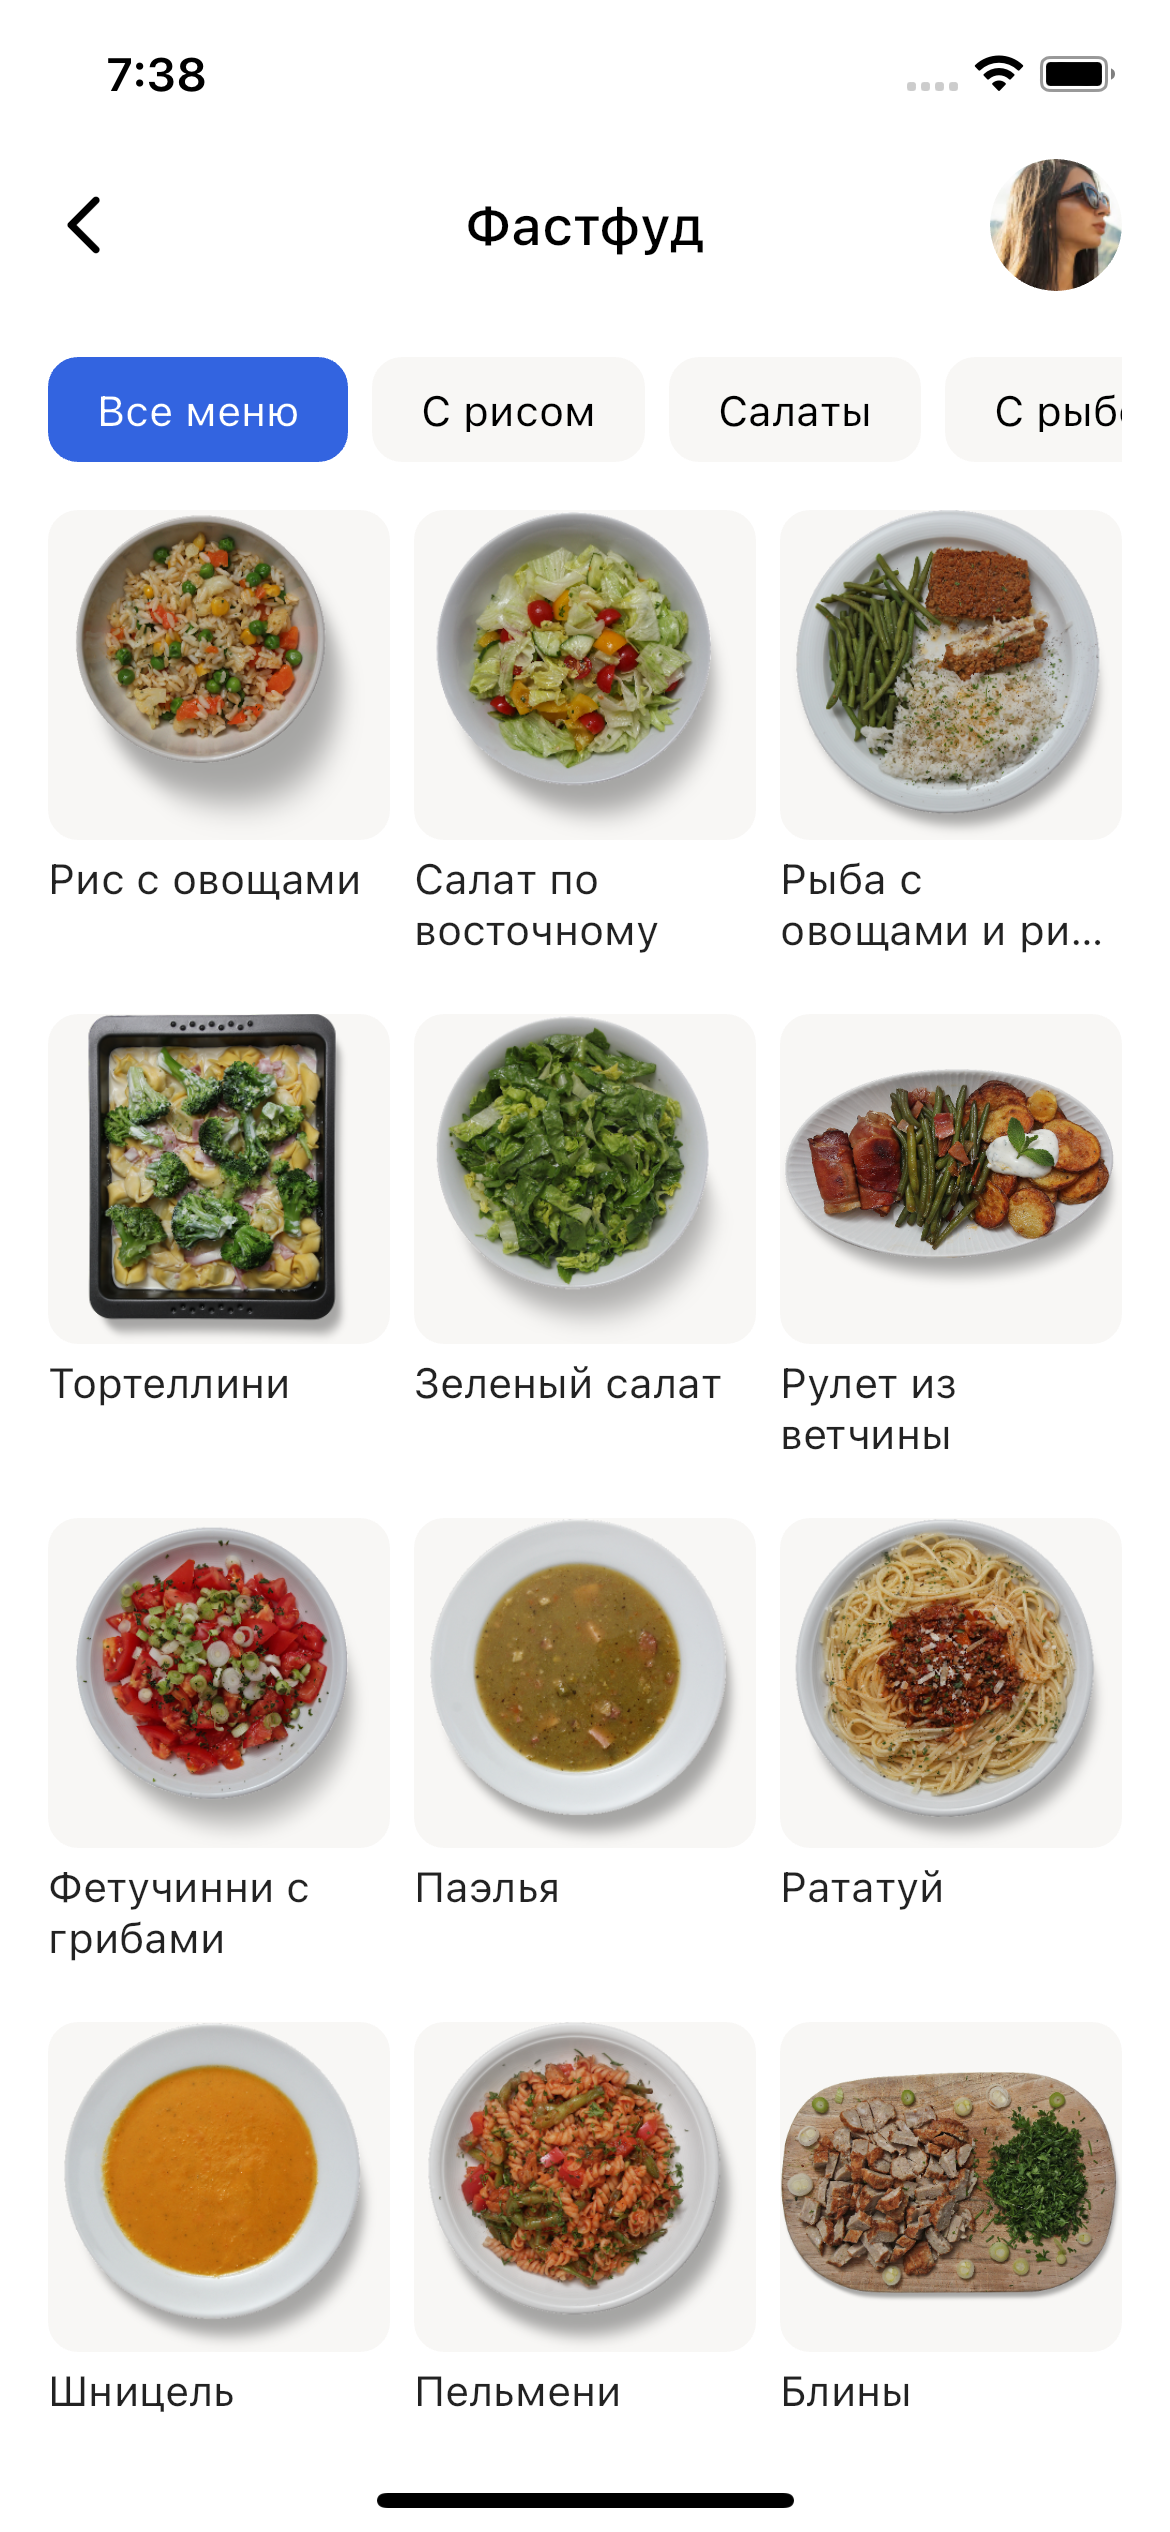 7:38
Фастфуд
Все меню
С рисом
Салаты
С рыб
Рис с овощами
Салат по
восточному
Рыба с
овощами и ри...
Тортеллини
Зеленый салат
Рулет из
ветчины
Фетучинни с
грибами
Паэлья
Рататуй
Шницель
Пельмени
Блины